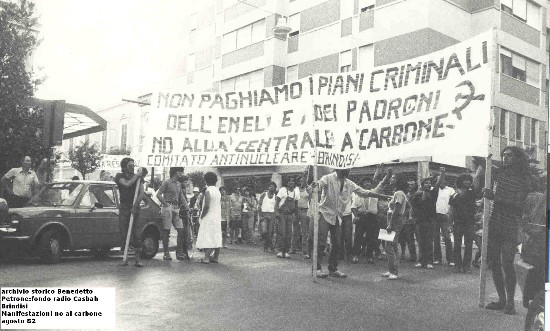 NON PAGHIAMO I PIANI CRIMINALI
DELL'ENEL E DEI PADRONI
NO ALLA CENTRALE A CARBONE-
COMITATO ANTINUCLEARE - BRINDISI
archivio storico Benedetto
Petrone:fondo radio Casbah
Brindisi
Manifestazioni no al carbone
agosto 82